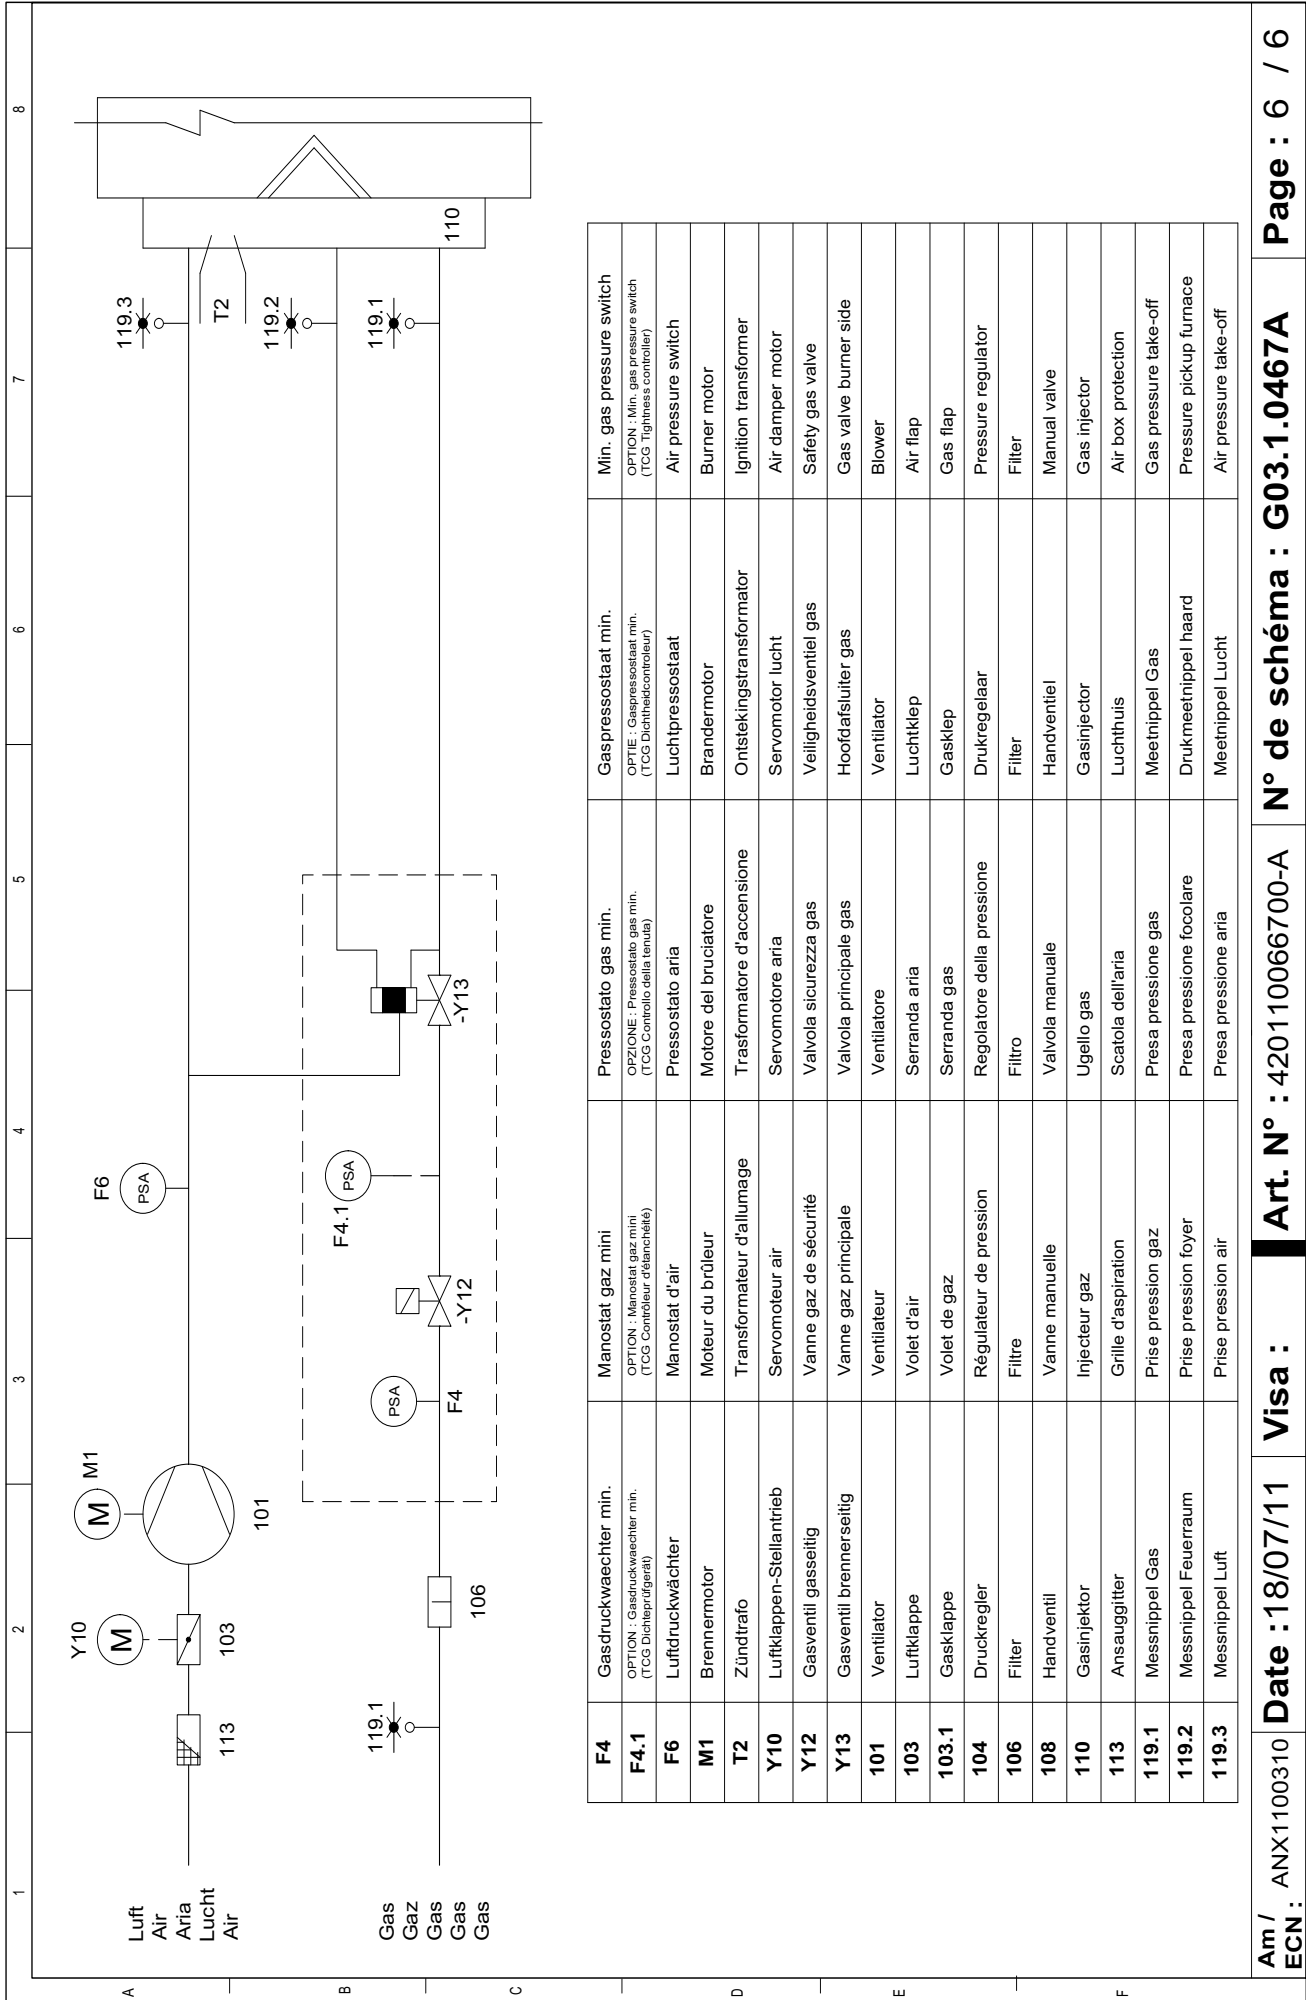 1 2 3 4 5 6 7 8
A
B
C
D
E
F
Luft
Air
Aria
Lucht
Air
Gas
Gaz
Gas
Gas
Gas
113
Y10
M
103
M
M1
101
F6
PSA
119.3
T2
119.2
119.1
110
119.1
106
PSA
F4
-Y12
F4.1
PSA
-Y13
F4 Gasdruckwaechter min. Manostat gaz mini Pressostato gas min. Gaspressostaat min. Min. gas pressure switch
F4.1 OPTION : Gasdruckwaechter min. (TCG Dichteprüfgerät) OPTION : Manostat gaz mini (TCG Contrôleur d'étanchéité) OPZIONE : Pressostato gas min. (TCG Controllo della tenuta) OPTIE : Gaspressostaat min. (TCG Dichtheidcontroleur) OPTION : Min. gas pressure switch (TCG Tightness controller)
F6 Luftdruckwächter Manostat d'air Pressostato aria Luchtpressostaat Air pressure switch
M1 Brennermotor Moteur du brûleur Motore del bruciatore Brandermotor Burner motor
T2 Zündtrafo Transformateur d'allumage Trasformatore d'accensione Ontstekingstransformator Ignition transformer
Y10 Luftklappen-Stellantrieb Servomoteur air Servomotore aria Servomotor lucht Air damper motor
Y12 Gasventil gasseitig Vanne gaz de sécurité Valvola sicurezza gas Veiligheidsventiel gas Safety gas valve
Y13 Gasventil brennerseitig Vanne gaz principale Valvola principale gas Hoofdafsluiter gas Gas valve burner side
101 Ventilator Ventilateur Ventilatore Ventilator Blower
103 Luftklappe Volet d'air Serranda aria Luchtklep Air flap
103.1 Gasklappe Volet de gaz Serranda gas Gasklep Gas flap
104 Druckregler Régulateur de pression Regolatore della pressione Drukregelaar Pressure regulator
106 Filter Filtre Filtro Filter Filter
108 Handventil Vanne manuelle Valvola manuale Handventiel Manual valve
110 Gasinjektor Injecteur gaz Ugello gas Gasinjector Gas injector
113 Ansauggitter Grille d'aspiration Scatola dell'aria Luchthuis Air box protection
119.1 Messnippel Gas Prise pression gaz Presa pressione gas Meetnippel Gas Gas pressure take-off
119.2 Messnippel Feuerraum Prise pression foyer Presa pressione focolare Drukmeetnippel haard Pressure pickup furnace
119.3 Messnippel Luft Prise pression air Presa pressione aria Meetnippel Lucht Air pressure take-off
Am / ECN : ANX1100310 Date : 18/07/11 Visa : Art. N° : 420110066700-A N° de schéma : G03.1.0467A Page : 6 / 6